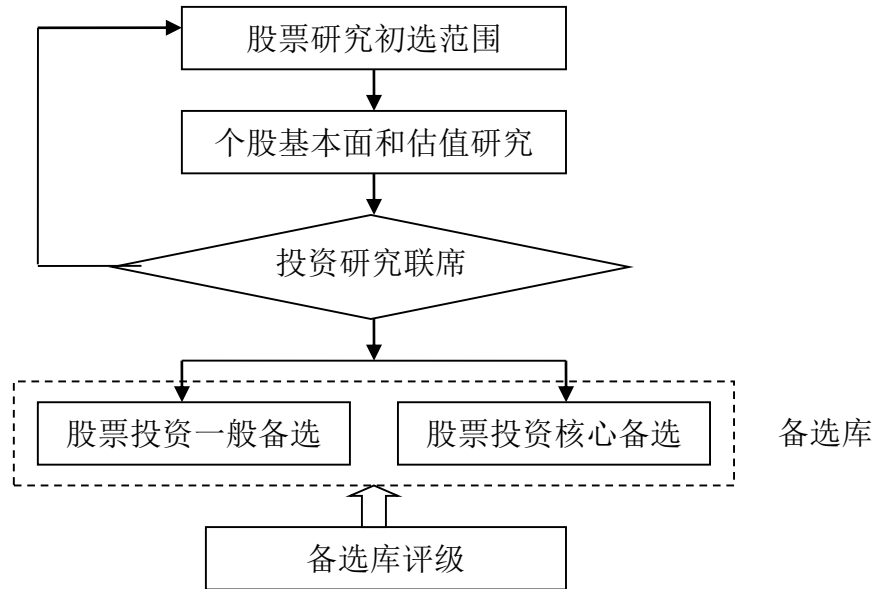 股票研究初选范围
个股基本面和估值研究
投资研究联席
股票投资一般备选
股票投资核心备选
备选库
备选库评级